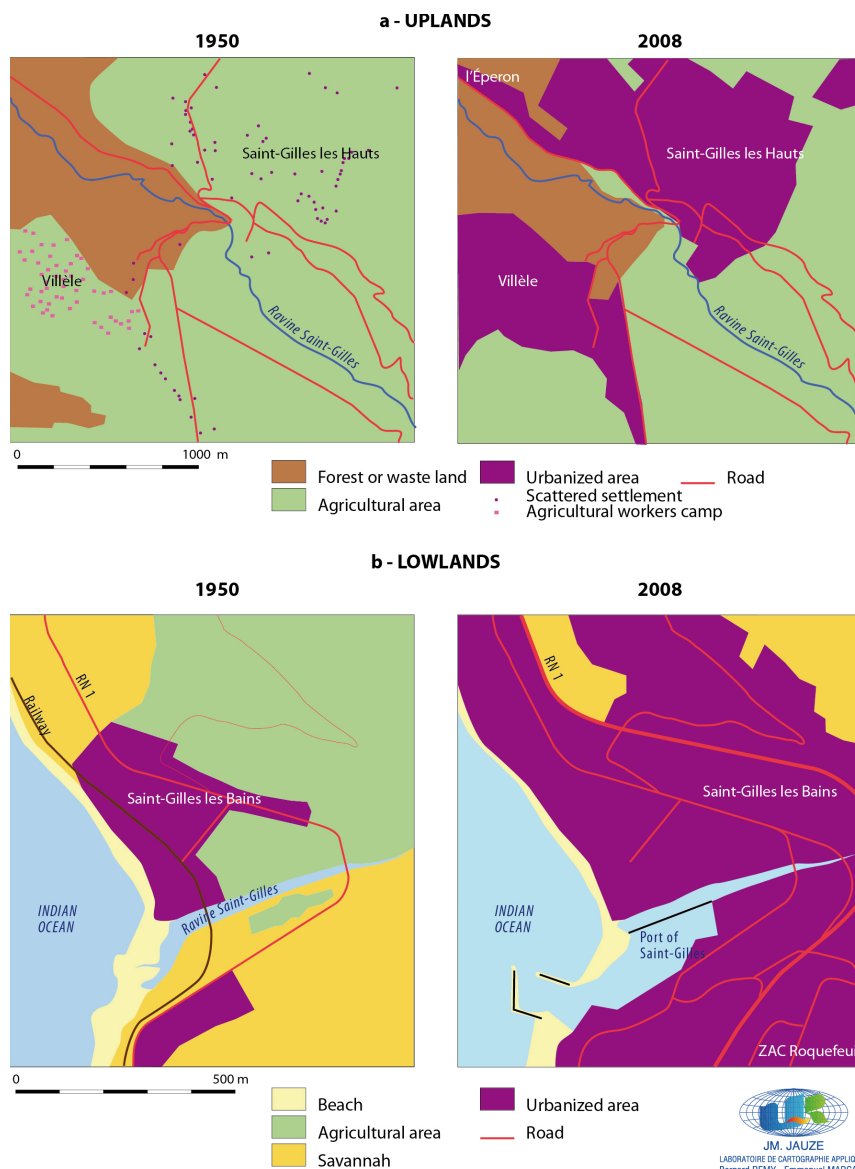 a - UPLANDS
1950
2008
l'Éperon
Saint-Gilles les Hauts
Villèle
Ravine Saint-Gilles
Saint-Gilles les Hauts
Villèle
Ravine Saint-Gilles
0 1000 m
Forest or waste land
Agricultural area
Urbanized area
Scattered settlement
Agricultural workers camp
Road
b - LOWLANDS
1950
2008
Railway
RN 1
Saint-Gilles les Bains
Ravine Saint-Gilles
INDIAN
OCEAN
RN 1
Saint-Gilles les Bains
INDIAN
OCEAN
Port of
Saint-Gilles
ZAC Roquefeui
0 500 m
Beach
Agricultural area
Savannah
Urbanized area
Road
JM. JAUZE
LABORATOIRE DE CARTOGRAPHIE APPLIQ